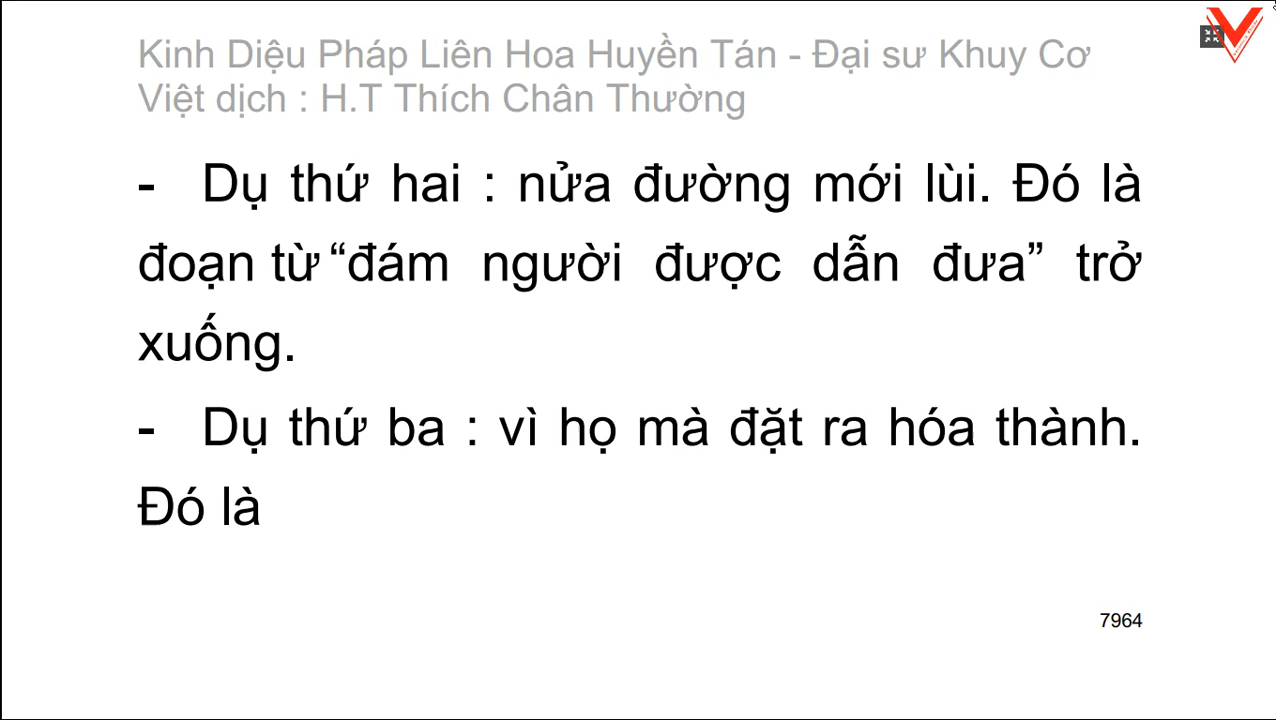 Kinh Diệu Pháp Liên Hoa Huyền Tán - Đại sư Khuy Cơ
Việt dịch : H.T Thích Chân Thường
- Dụ thứ hai : nửa đường mới lùi. Đó là
đoạn từ “đám người được dẫn đưa” trở
xuống.
- Dụ thứ ba : vì họ mà đặt ra hóa thành.
Đó là
7964